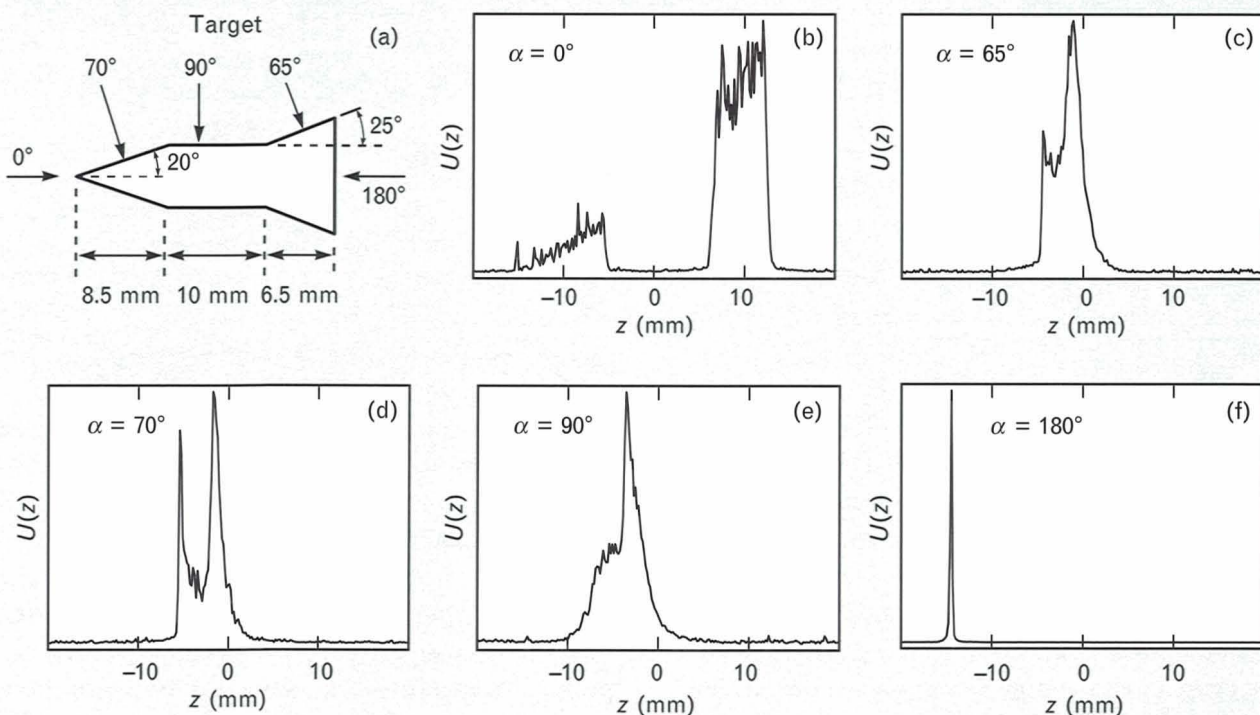 Target
(a)
70°
90°
65°
25°
0°
20°
180°
8.5 mm
10 mm
6.5 mm
(b)
α = 0°
U(z)
−10
0
10
z (mm)
(c)
α = 65°
U(z)
−10
0
10
z (mm)
(d)
α = 70°
U(z)
−10
0
10
z (mm)
(e)
α = 90°
U(z)
−10
0
10
z (mm)
(f)
α = 180°
U(z)
−10
0
10
z (mm)